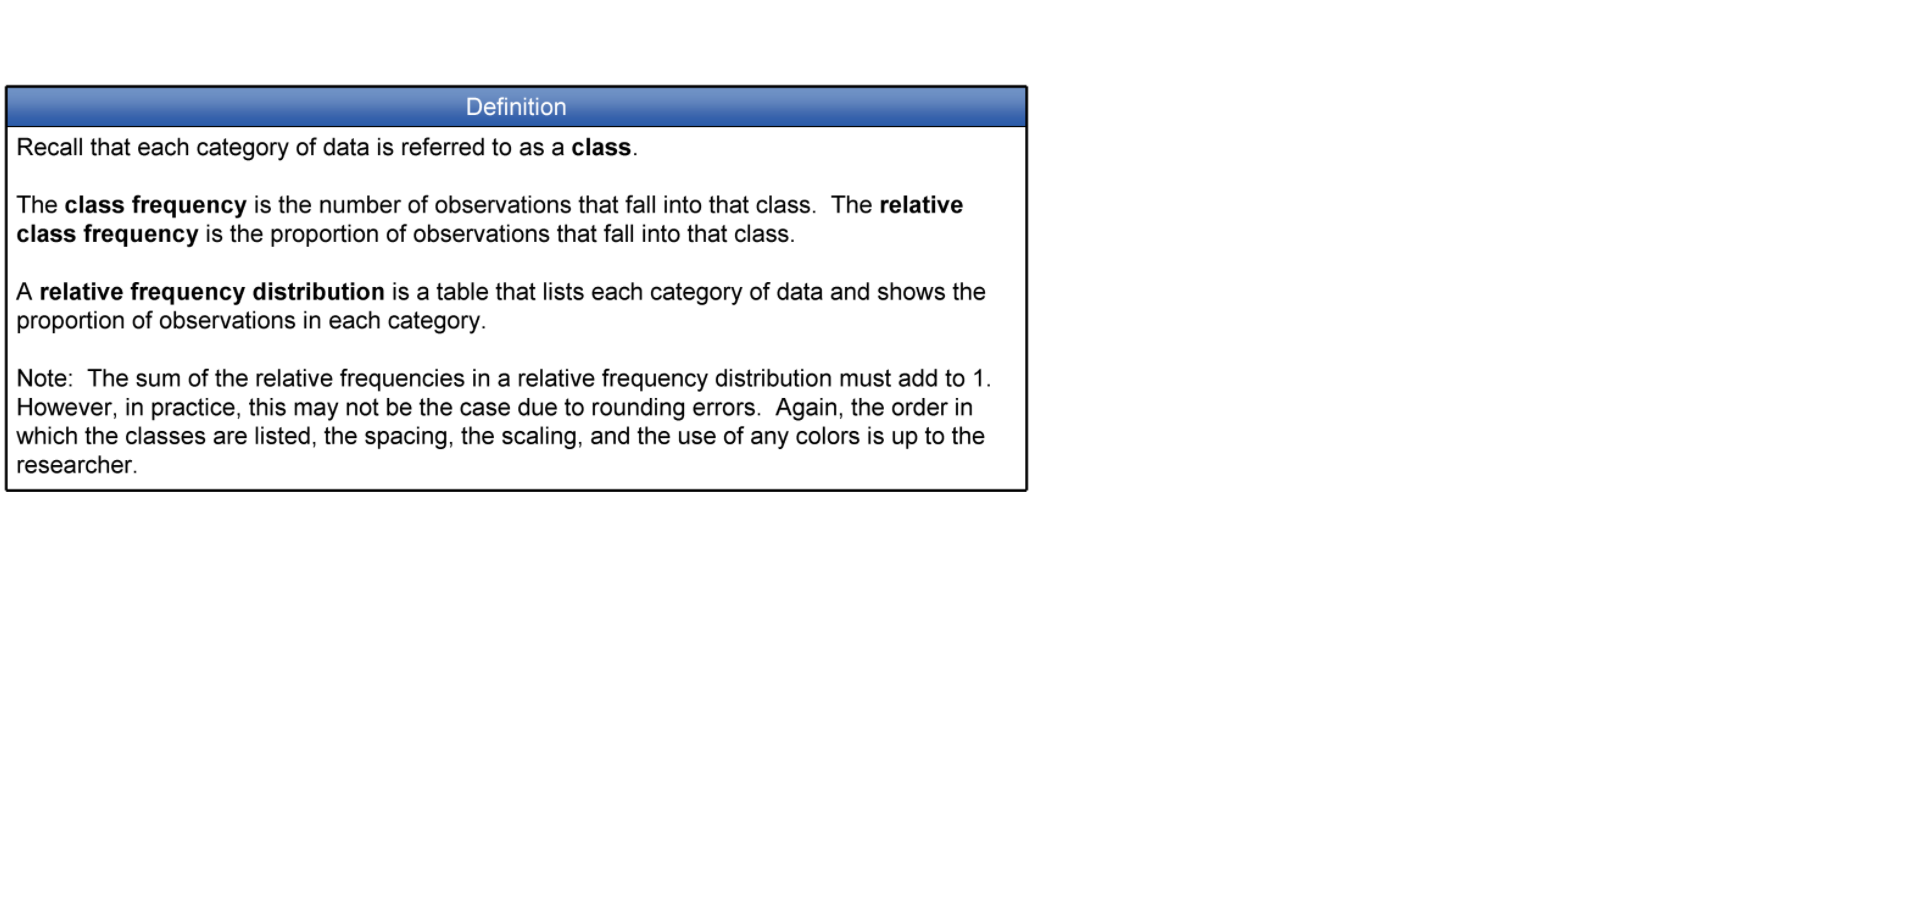 Definition
Recall that each category of data is referred to as a class.
The class frequency is the number of observations that fall into that class.  The relative
class frequency is the proportion of observations that fall into that class.
A relative frequency distribution is a table that lists each category of data and shows the
proportion of observations in each category.
Note:  The sum of the relative frequencies in a relative frequency distribution must add to 1.
However, in practice, this may not be the case due to rounding errors.  Again, the order in
which the classes are listed, the spacing, the scaling, and the use of any colors is up to the
researcher.